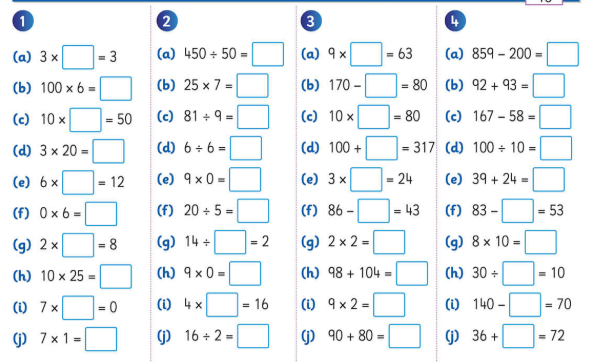 1
(a) 3 × = 3
(b) 100 × 6 =
(c) 10 × = 50
(d) 3 × 20 =
(e) 6 × = 12
(f) 0 × 6 =
(g) 2 × = 8
(h) 10 × 25 =
(i) 7 × = 0
(j) 7 × 1 =
2
(a) 450 ÷ 50 =
(b) 25 × 7 =
(c) 81 ÷ 9 =
(d) 6 ÷ 6 =
(e) 9 × 0 =
(f) 20 ÷ 5 =
(g) 14 ÷ = 2
(h) 9 × 0 =
(i) 4 × = 16
(j) 16 ÷ 2 =
3
(a) 9 × = 63
(b) 170 – = 80
(c) 10 × = 80
(d) 100 + = 317
(e) 3 × = 24
(f) 86 – = 43
(g) 2 × 2 =
(h) 98 + 104 =
(i) 9 × 2 =
(j) 90 + 80 =
4
(a) 859 – 200 =
(b) 92 + 93 =
(c) 167 – 58 =
(d) 100 ÷ 10 =
(e) 39 + 24 =
(f) 83 – = 53
(g) 8 × 10 =
(h) 30 ÷ = 10
(i) 140 – = 70
(j) 36 + = 72